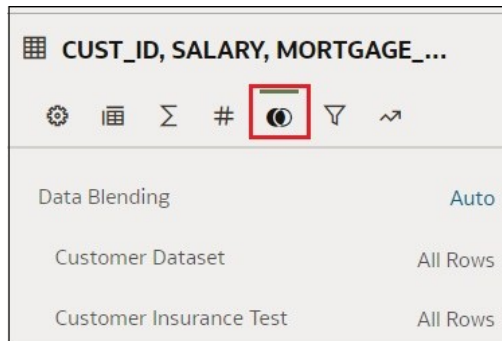 CUST_ID, SALARY, MORTGAGE_...
Data Blending Auto
Customer Dataset All Rows
Customer Insurance Test All Rows